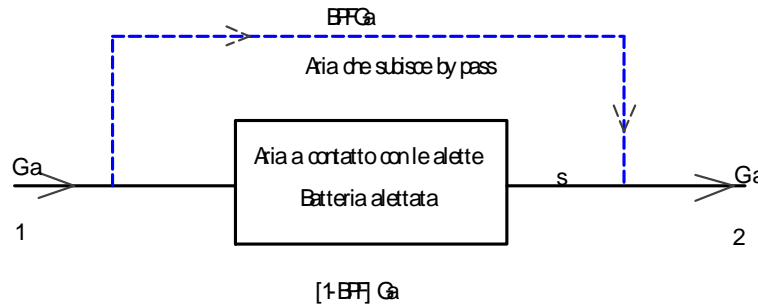 BPFGa
Aria che subisce by pass
Aria a contatto con le alette
Batteria alettata
Ga
s
Ga
1
2
[1-BPF] Ga